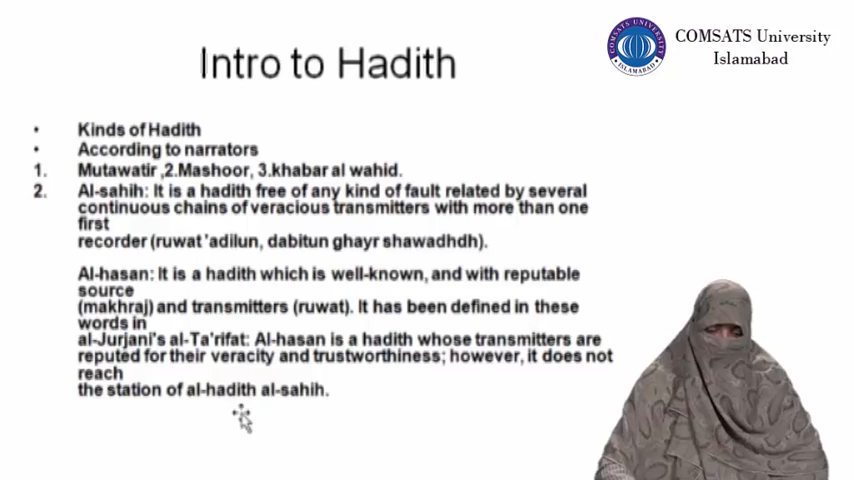 COMSATS University
Islamabad
COMSATS UNIVERSITY
ISLAMABAD
Intro to Hadith
• Kinds of Hadith
• According to narrators
1. Mutawatir ,2.Mashoor, 3.khabar al wahid.
2. Al-sahih: It is a hadith free of any kind of fault related by several
continuous chains of veracious transmitters with more than one
first
recorder (ruwat 'adilun, dabitun ghayr shawadhdh).
Al-hasan: It is a hadith which is well-known, and with reputable
source
(makhraj) and transmitters (ruwat). It has been defined in these
words in
al-Jurjani's al-Ta'rifat: Al-hasan is a hadith whose transmitters are
reputed for their veracity and trustworthiness; however, it does not
reach
the station of al-hadith al-sahih.